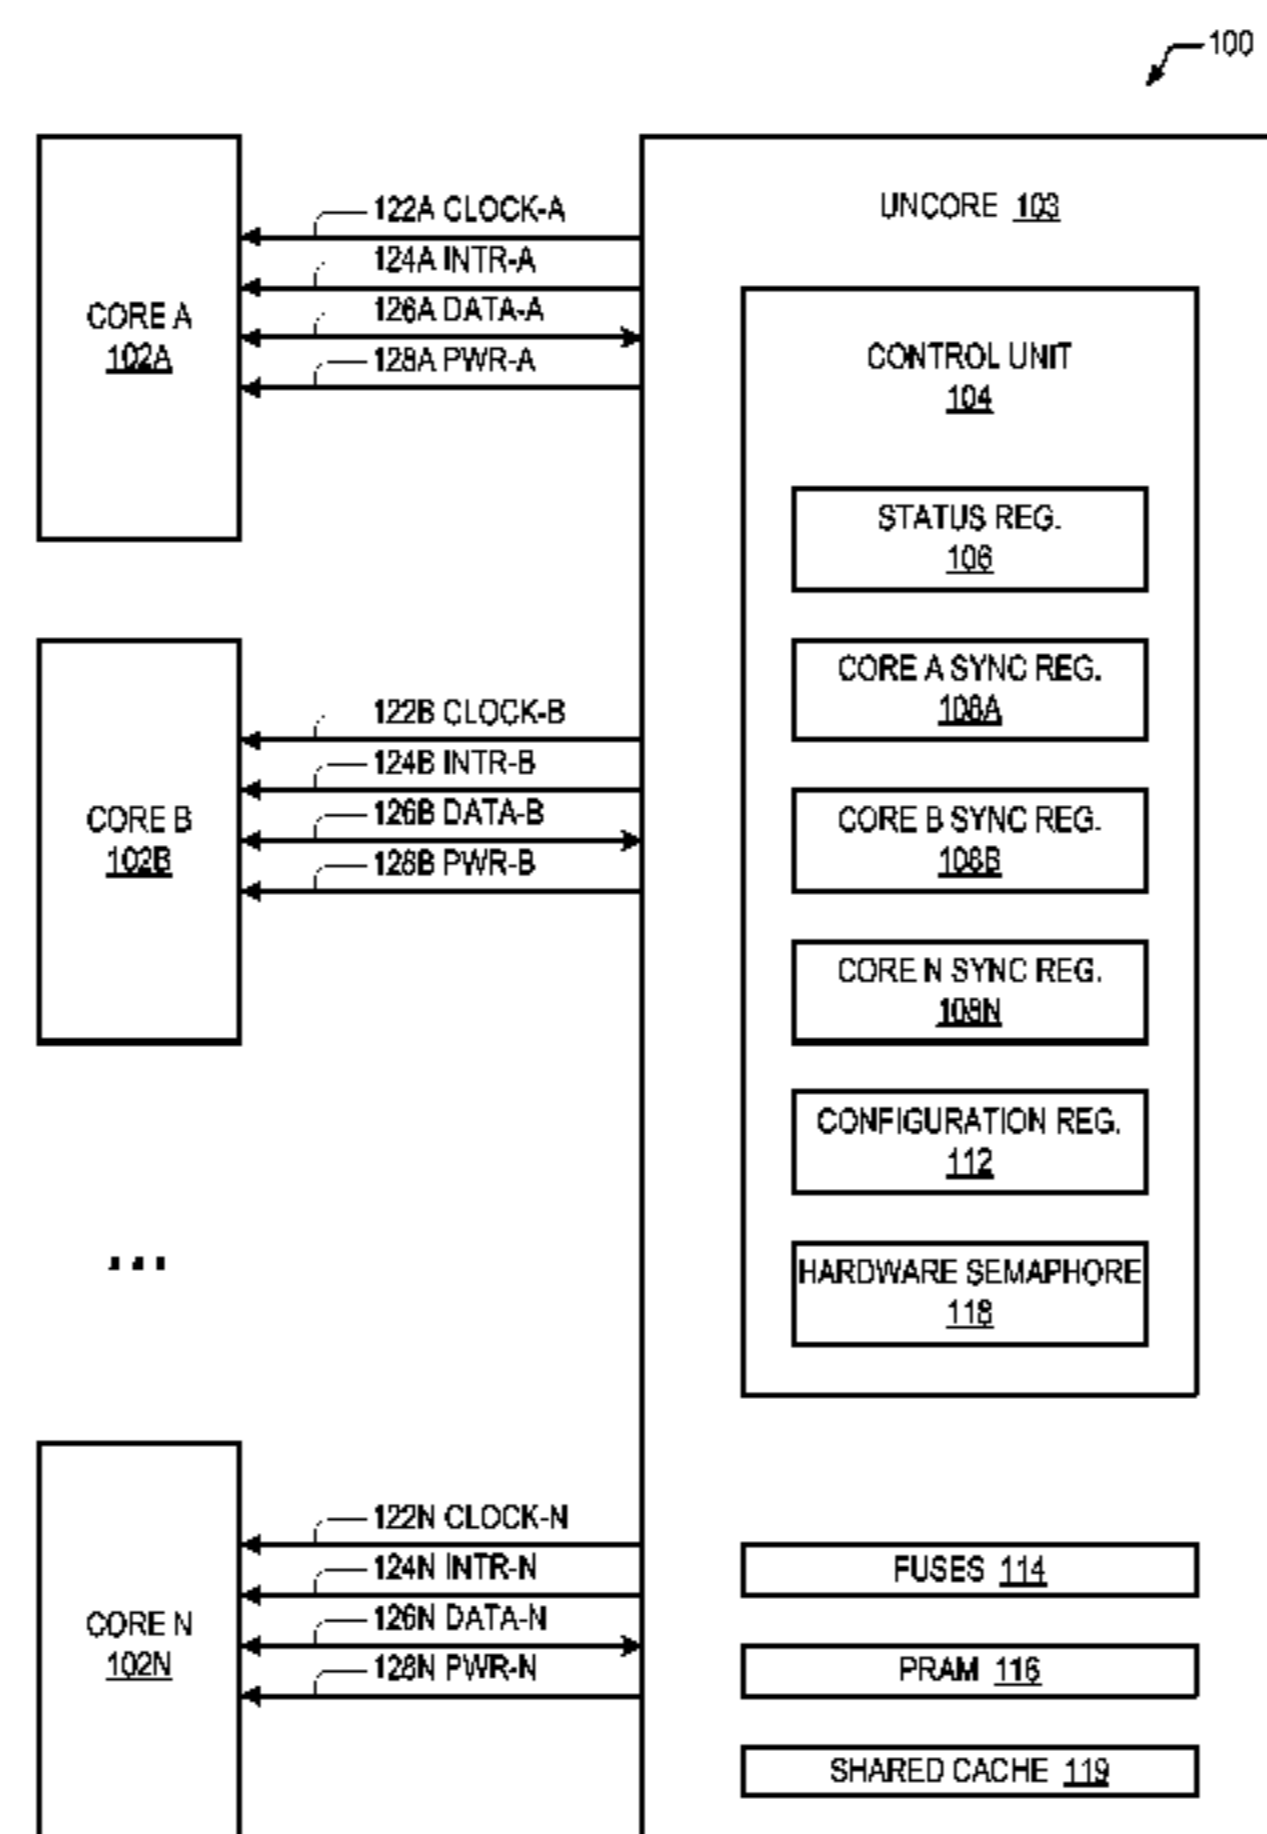 100
UNCORE 103
CORE A
102A
122A CLOCK-A
124A INTR-A
126A DATA-A
128A PWR-A
CONTROL UNIT
104
STATUS REG.
106
CORE A SYNC REG.
108A
CORE B
102B
122B CLOCK-B
124B INTR-B
126B DATA-B
128B PWR-B
CORE B SYNC REG.
108B
CORE N SYNC REG.
108N
CONFIGURATION REG.
112
...
HARDWARE SEMAPHORE
118
CORE N
102N
122N CLOCK-N
124N INTR-N
126N DATA-N
128N PWR-N
FUSES 114
PRAM 116
SHARED CACHE 119